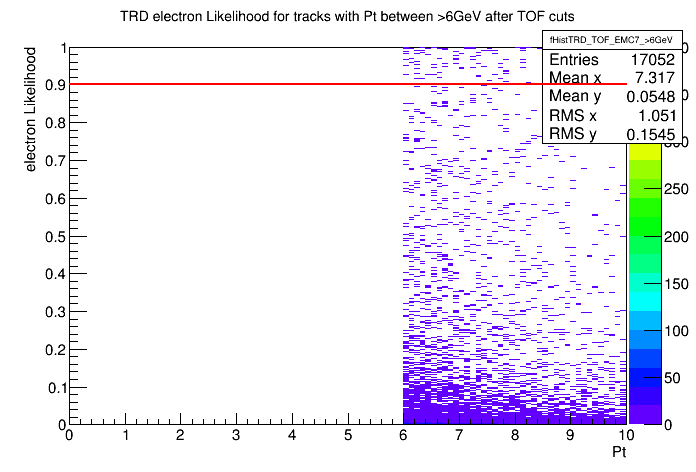 TRD electron Likelihood for tracks with Pt between >6GeV after TOF cuts
fHistTRD_TOF_EMC7_>6GeV
Entries 17052
Mean x 7.317
Mean y 0.0548
RMS x 1.051
RMS y 0.1545
electron Likelihood
1
0.9
0.8
0.7
0.6
0.5
0.4
0.3
0.2
0.1
0
0 1 2 3 4 5 6 7 8 9 10
Pt
250
200
150
100
50
0